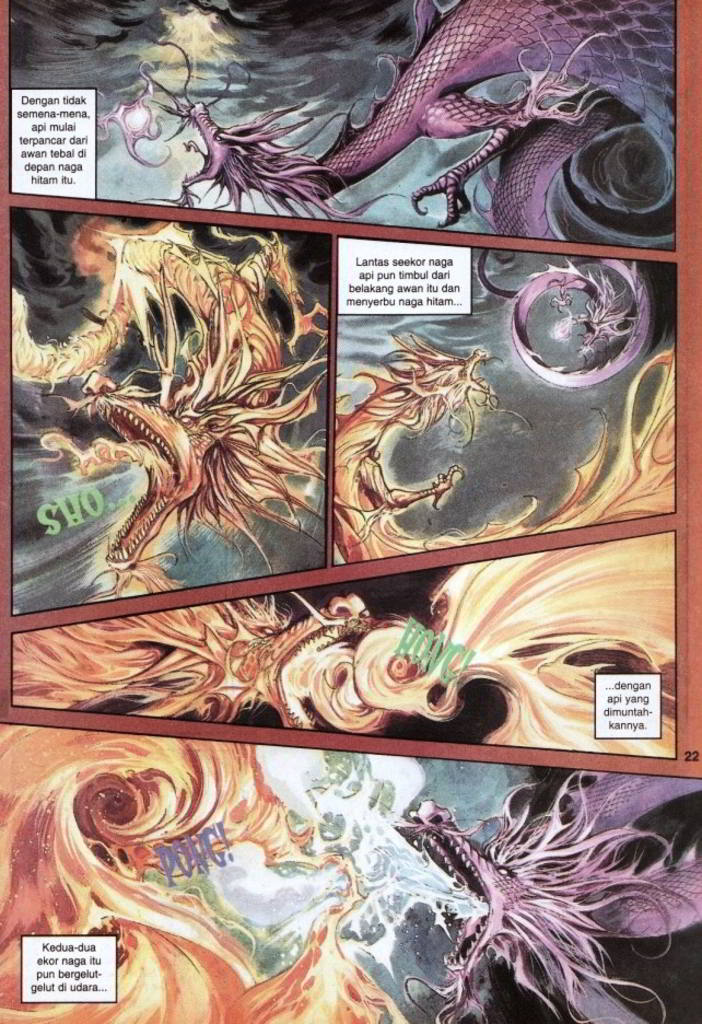 Dengan tidak
semena-mena,
api mulai
terpancar dari
awan tebal di
depan naga
hitam itu.
Lantas seekor naga
api pun timbul dari
belakang awan itu dan
menyerbu naga hitam...
SHO...
PONG!
...dengan
api yang
dimuntah-
kannya.
22
PONG!
Kedua-dua
ekor naga itu
pun bergelut-
gelut di udara...